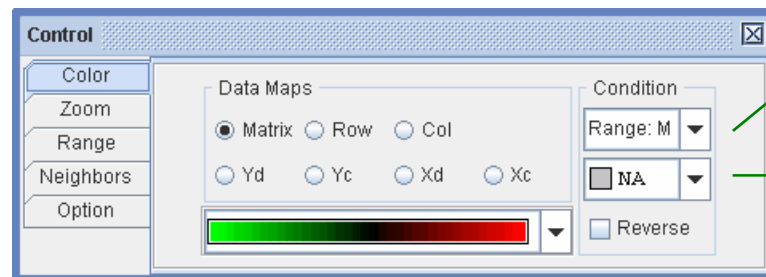 Control
Color
Zoom
Range
Neighbors
Option
Data Maps
Matrix Row Col
Yd Yc Xd Xc
Condition
Range: M
NA
Reverse